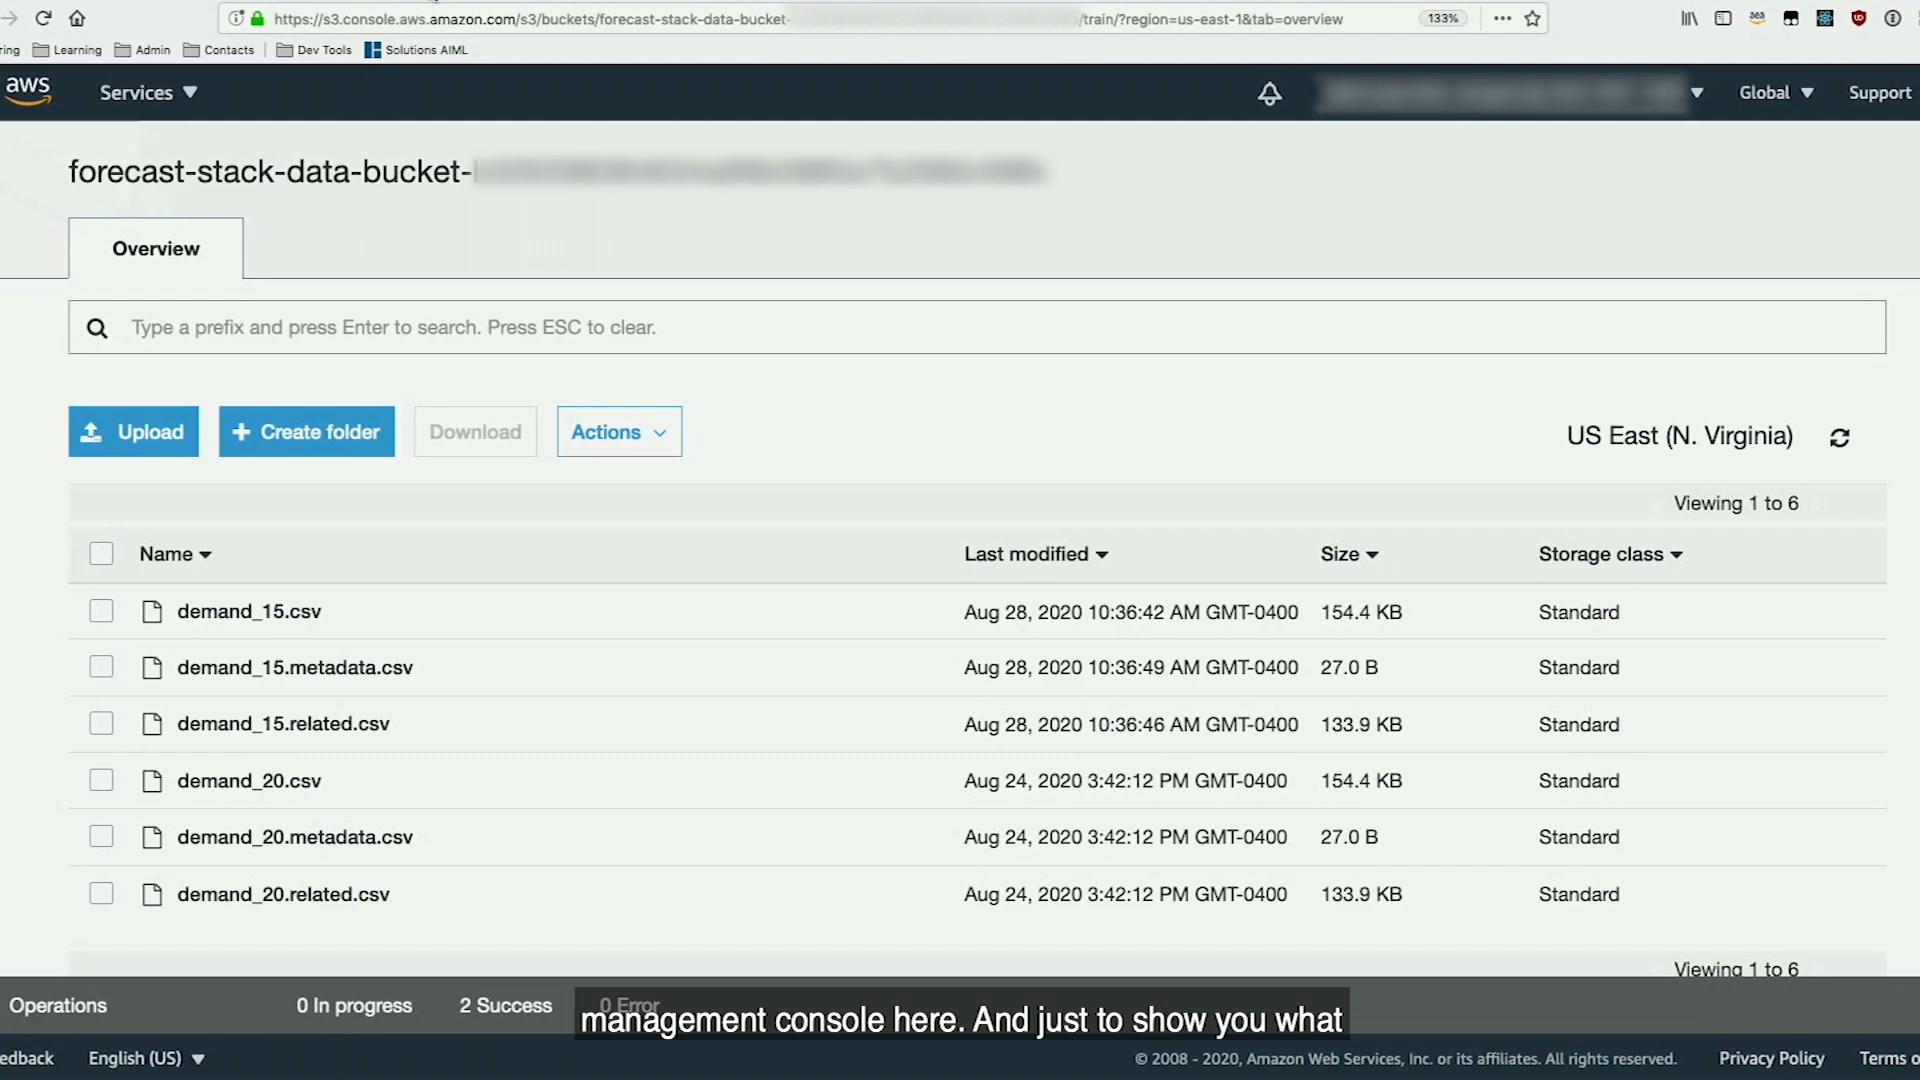 https://s3.console.aws.amazon.com/s3/buckets/forecast-stack-data-bucket- /train/?region=us-east-1&tab=overview 133%
ring Learning Admin Contacts Dev Tools Solutions AIML
aws Services Global Support
forecast-stack-data-bucket-
Overview
Type a prefix and press Enter to search. Press ESC to clear.
Upload Create folder Download Actions US East (N. Virginia)
Viewing 1 to 6
Name Last modified Size Storage class
demand_15.csv Aug 28, 2020 10:36:42 AM GMT-0400 154.4 KB Standard
demand_15.metadata.csv Aug 28, 2020 10:36:49 AM GMT-0400 27.0 B Standard
demand_15.related.csv Aug 28, 2020 10:36:46 AM GMT-0400 133.9 KB Standard
demand_20.csv Aug 24, 2020 3:42:12 PM GMT-0400 154.4 KB Standard
demand_20.metadata.csv Aug 24, 2020 3:42:12 PM GMT-0400 27.0 B Standard
demand_20.related.csv Aug 24, 2020 3:42:12 PM GMT-0400 133.9 KB Standard
Viewing 1 to 6
Operations 0 In progress 2 Success 0 Error
management console here. And just to show you what
edback English (US) © 2008 - 2020, Amazon Web Services, Inc. or its affiliates. All rights reserved. Privacy Policy Terms o